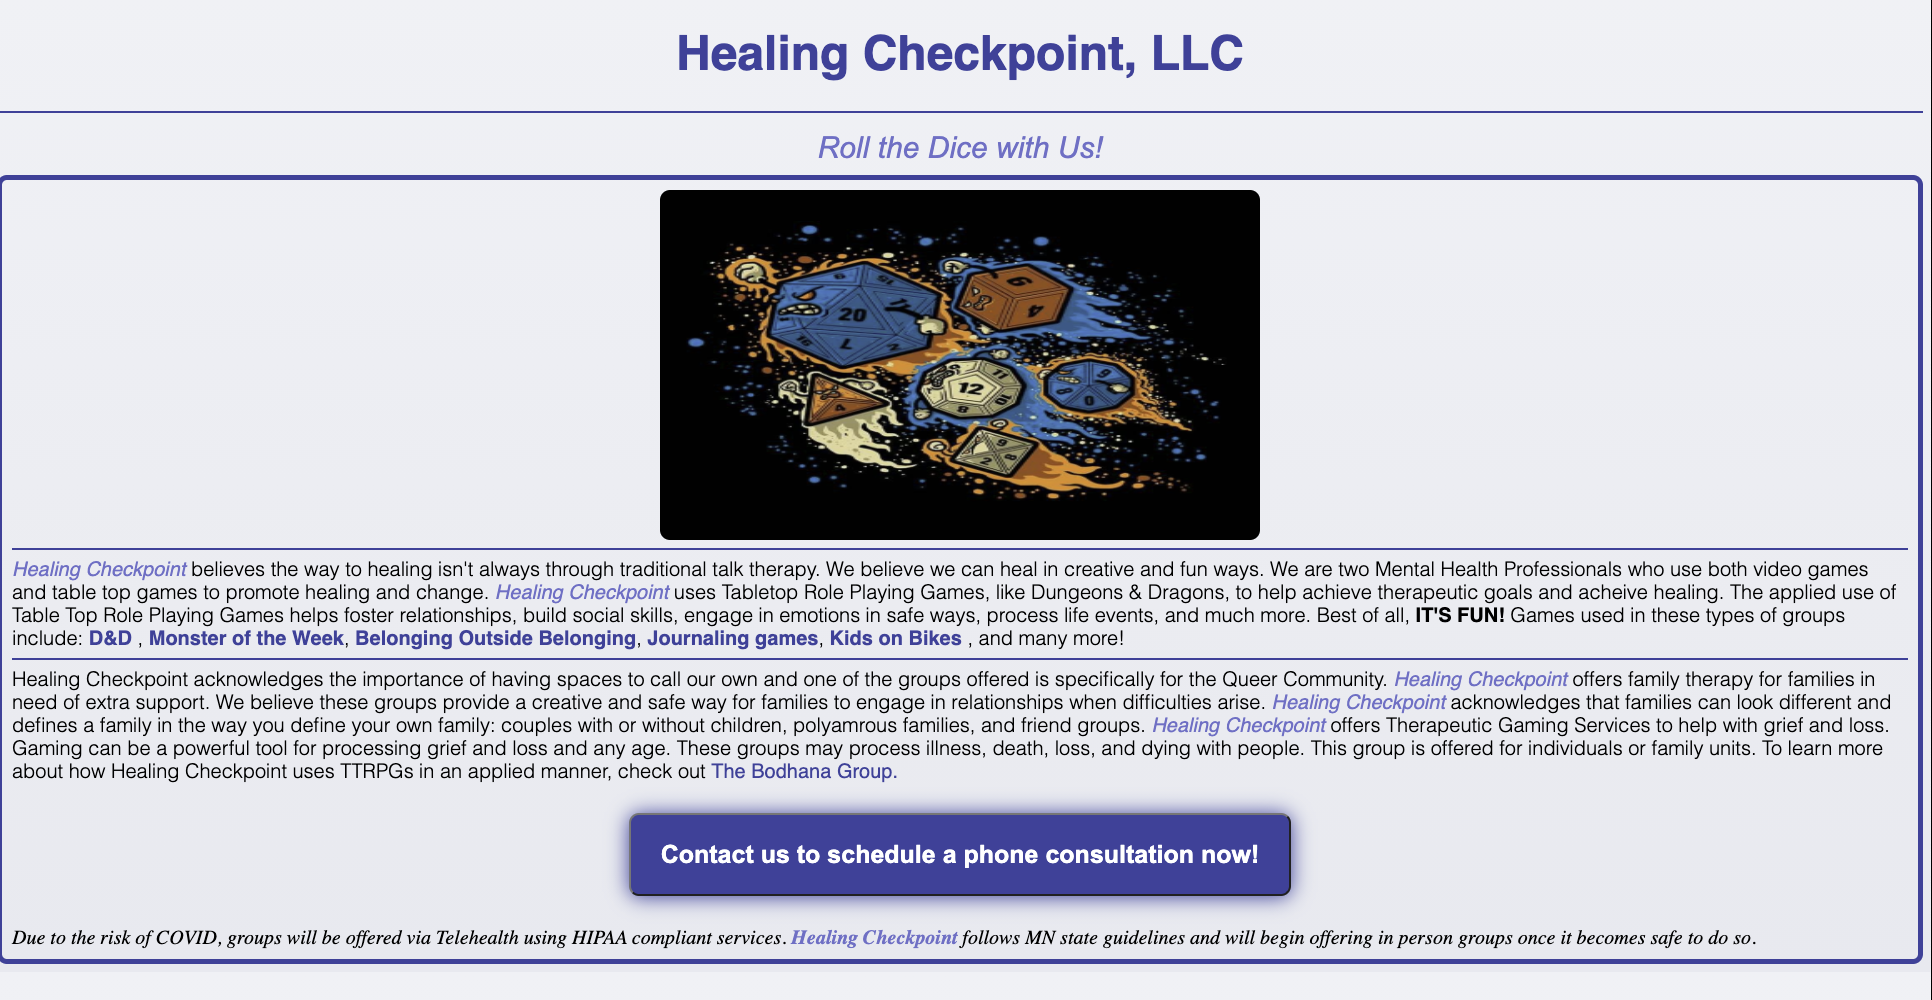 Healing Checkpoint, LLC
Roll the Dice with Us!
20
7
6
4
4
12
11
10
8
9
0
9
8
2
Healing Checkpoint believes the way to healing isn't always through traditional talk therapy. We believe we can heal in creative and fun ways. We are two Mental Health Professionals who use both video games
and table top games to promote healing and change. Healing Checkpoint uses Tabletop Role Playing Games, like Dungeons & Dragons, to help achieve therapeutic goals and acheive healing. The applied use of
Table Top Role Playing Games helps foster relationships, build social skills, engage in emotions in safe ways, process life events, and much more. Best of all, IT'S FUN! Games used in these types of groups
include: D&D , Monster of the Week, Belonging Outside Belonging, Journaling games, Kids on Bikes , and many more!
Healing Checkpoint acknowledges the importance of having spaces to call our own and one of the groups offered is specifically for the Queer Community. Healing Checkpoint offers family therapy for families in
need of extra support. We believe these groups provide a creative and safe way for families to engage in relationships when difficulties arise. Healing Checkpoint acknowledges that families can look different and
defines a family in the way you define your own family: couples with or without children, polyamrous families, and friend groups. Healing Checkpoint offers Therapeutic Gaming Services to help with grief and loss.
Gaming can be a powerful tool for processing grief and loss and any age. These groups may process illness, death, loss, and dying with people. This group is offered for individuals or family units. To learn more
about how Healing Checkpoint uses TTRPGs in an applied manner, check out The Bodhana Group.
Contact us to schedule a phone consultation now!
Due to the risk of COVID, groups will be offered via Telehealth using HIPAA compliant services. Healing Checkpoint follows MN state guidelines and will begin offering in person groups once it becomes safe to do so.